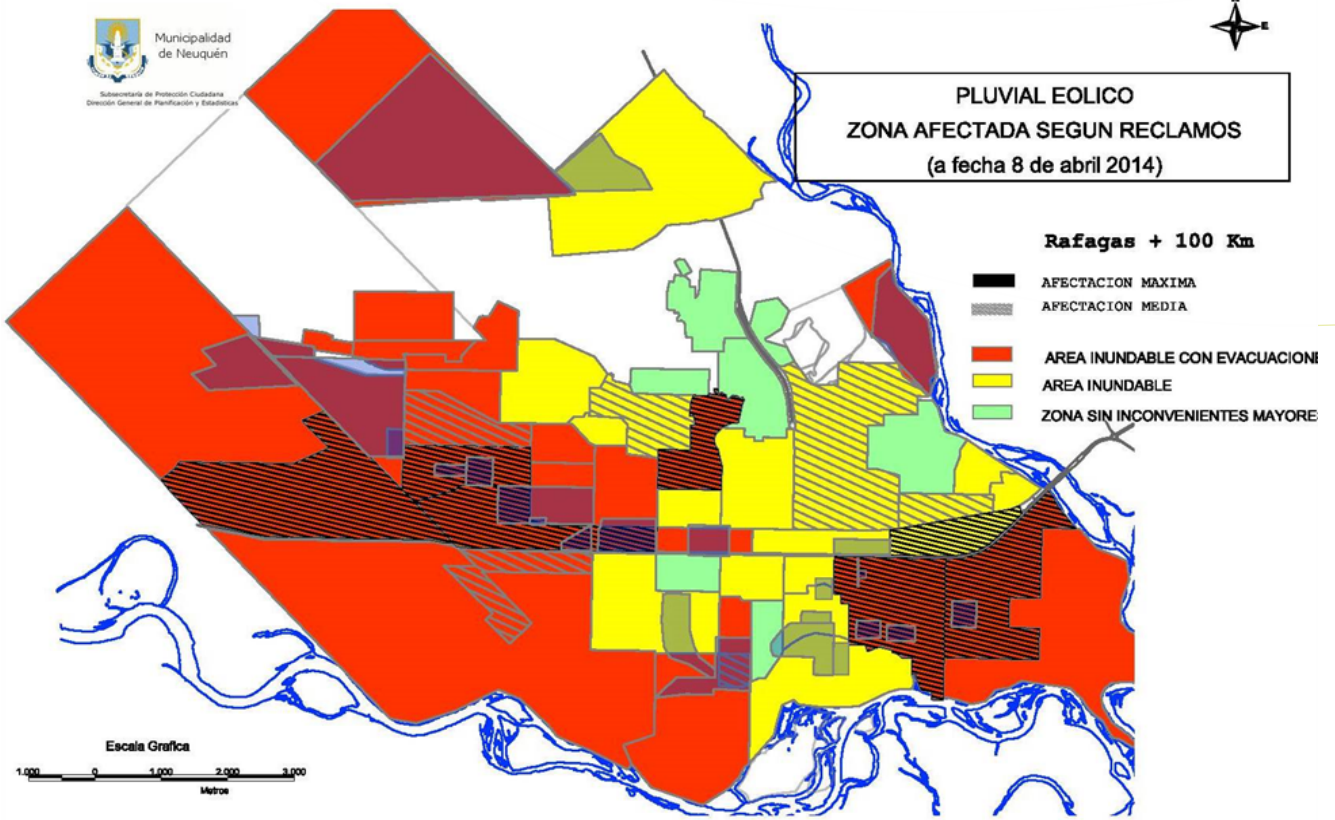 Municipalidad
de Neuquén
Subsecretaría de Protección Ciudadana
Dirección General de Planificación y Estadísticas
E
PLUVIAL EOLICO
ZONA AFECTADA SEGUN RECLAMOS
(a fecha 8 de abril 2014)
Rafagas + 100 Km
AFECTACION MAXIMA
AFECTACION MEDIA
AREA INUNDABLE CON EVACUACIONE
AREA INUNDABLE
ZONA SIN INCONVENIENTES MAYORES
Escala Grafica
1.000 0 1.000 2.000 3.000
Metros